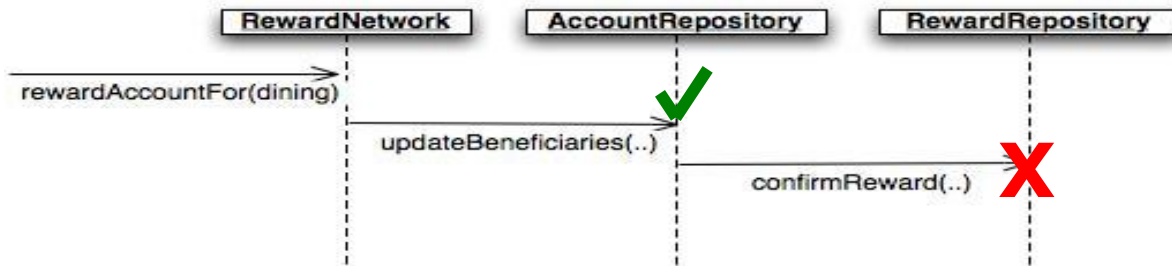 RewardNetwork
AccountRepository
RewardRepository
rewardAccountFor(dining)
updateBeneficiaries(..)
confirmReward(..)
X